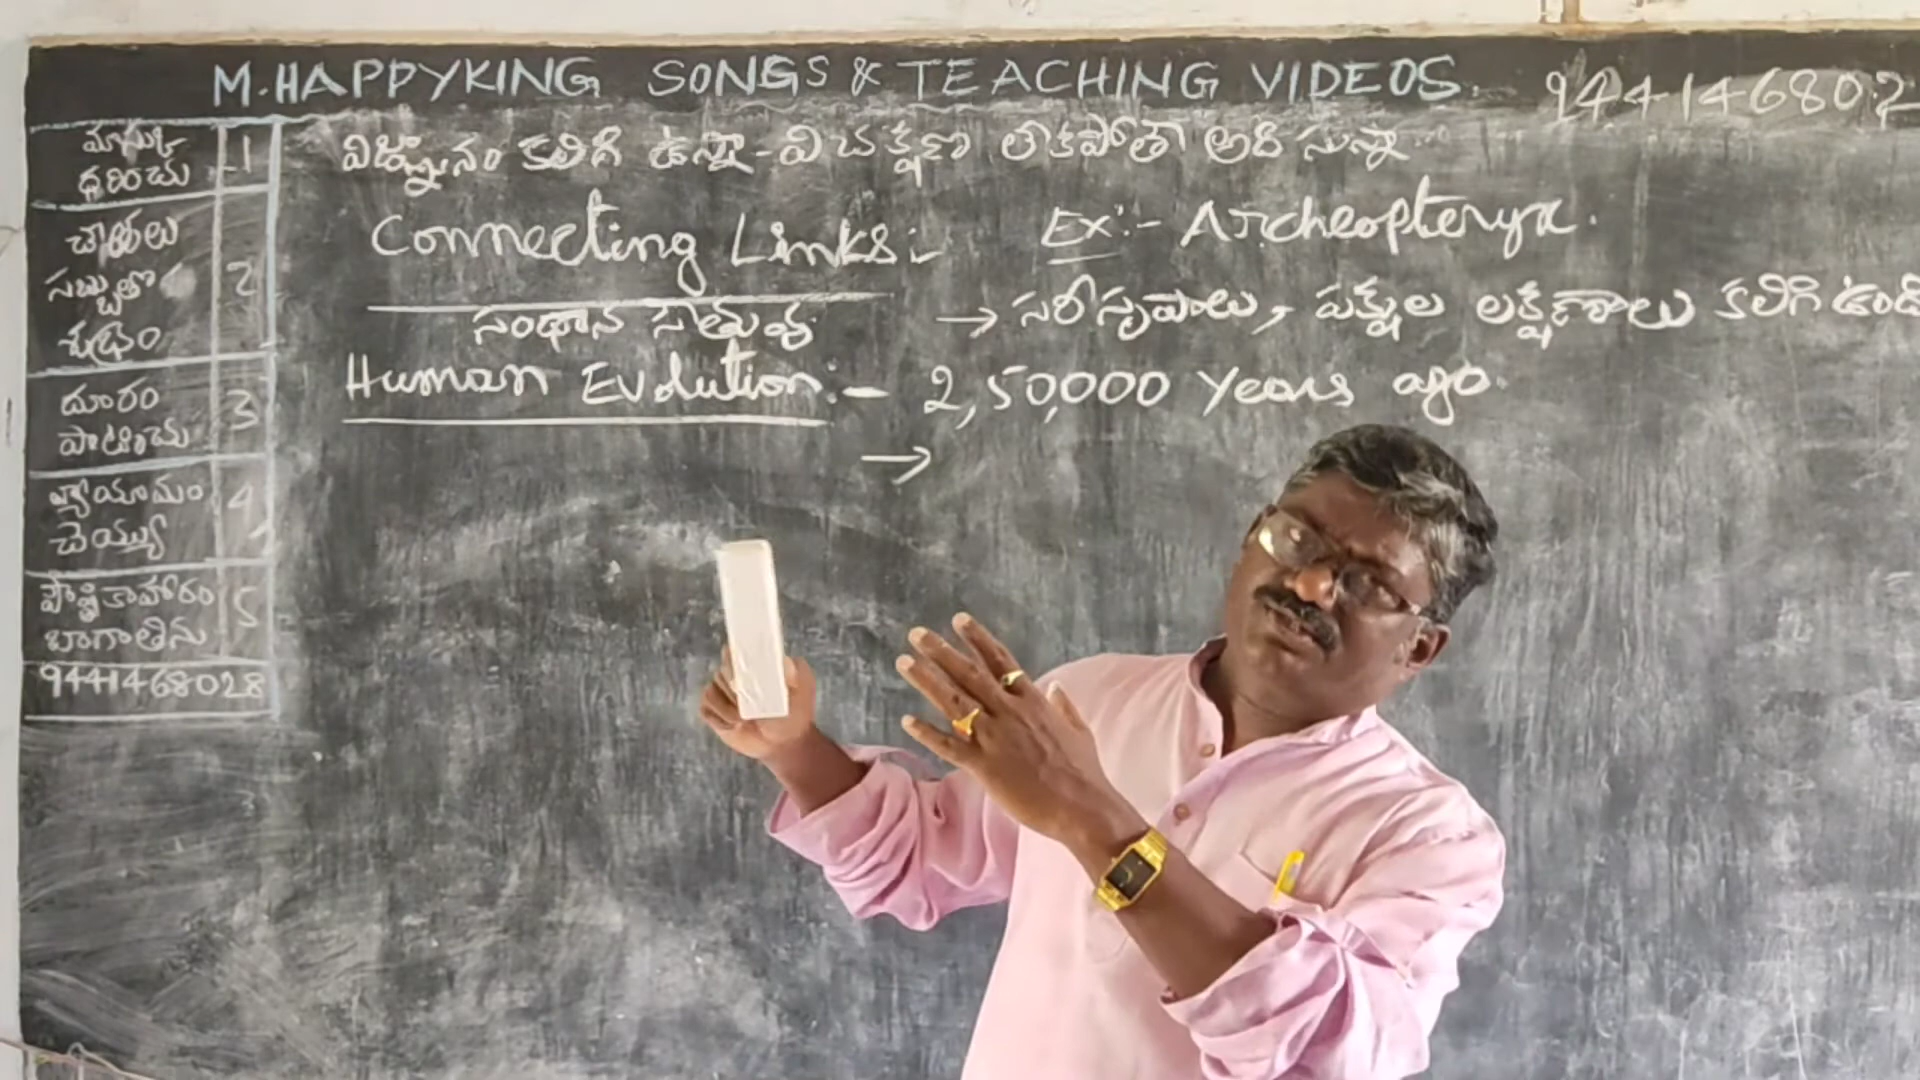 M.HAPPYKING SONGS & TEACHING VIDEOS. 944146802
విజ్ఞానం కలిగి ఉన్నా - విచక్షణా లేకపోతే అది సున్నా..
Connecting Links:- Ex:- Archeopteryx.
సంధాన సేతువు → సరీసృపాలు, పక్షుల లక్షణాలు కలిగి ఉండి
Human Evolution:- 2,50,000 years ago.
→
మాస్కు ధరించు 1
చేతులు సబ్బుతో శుభ్రం 2
దూరం పాటించు 3
వ్యాయామం చెయ్యి 4
పౌష్టికాహారం బాగా తిను 5
9441468028